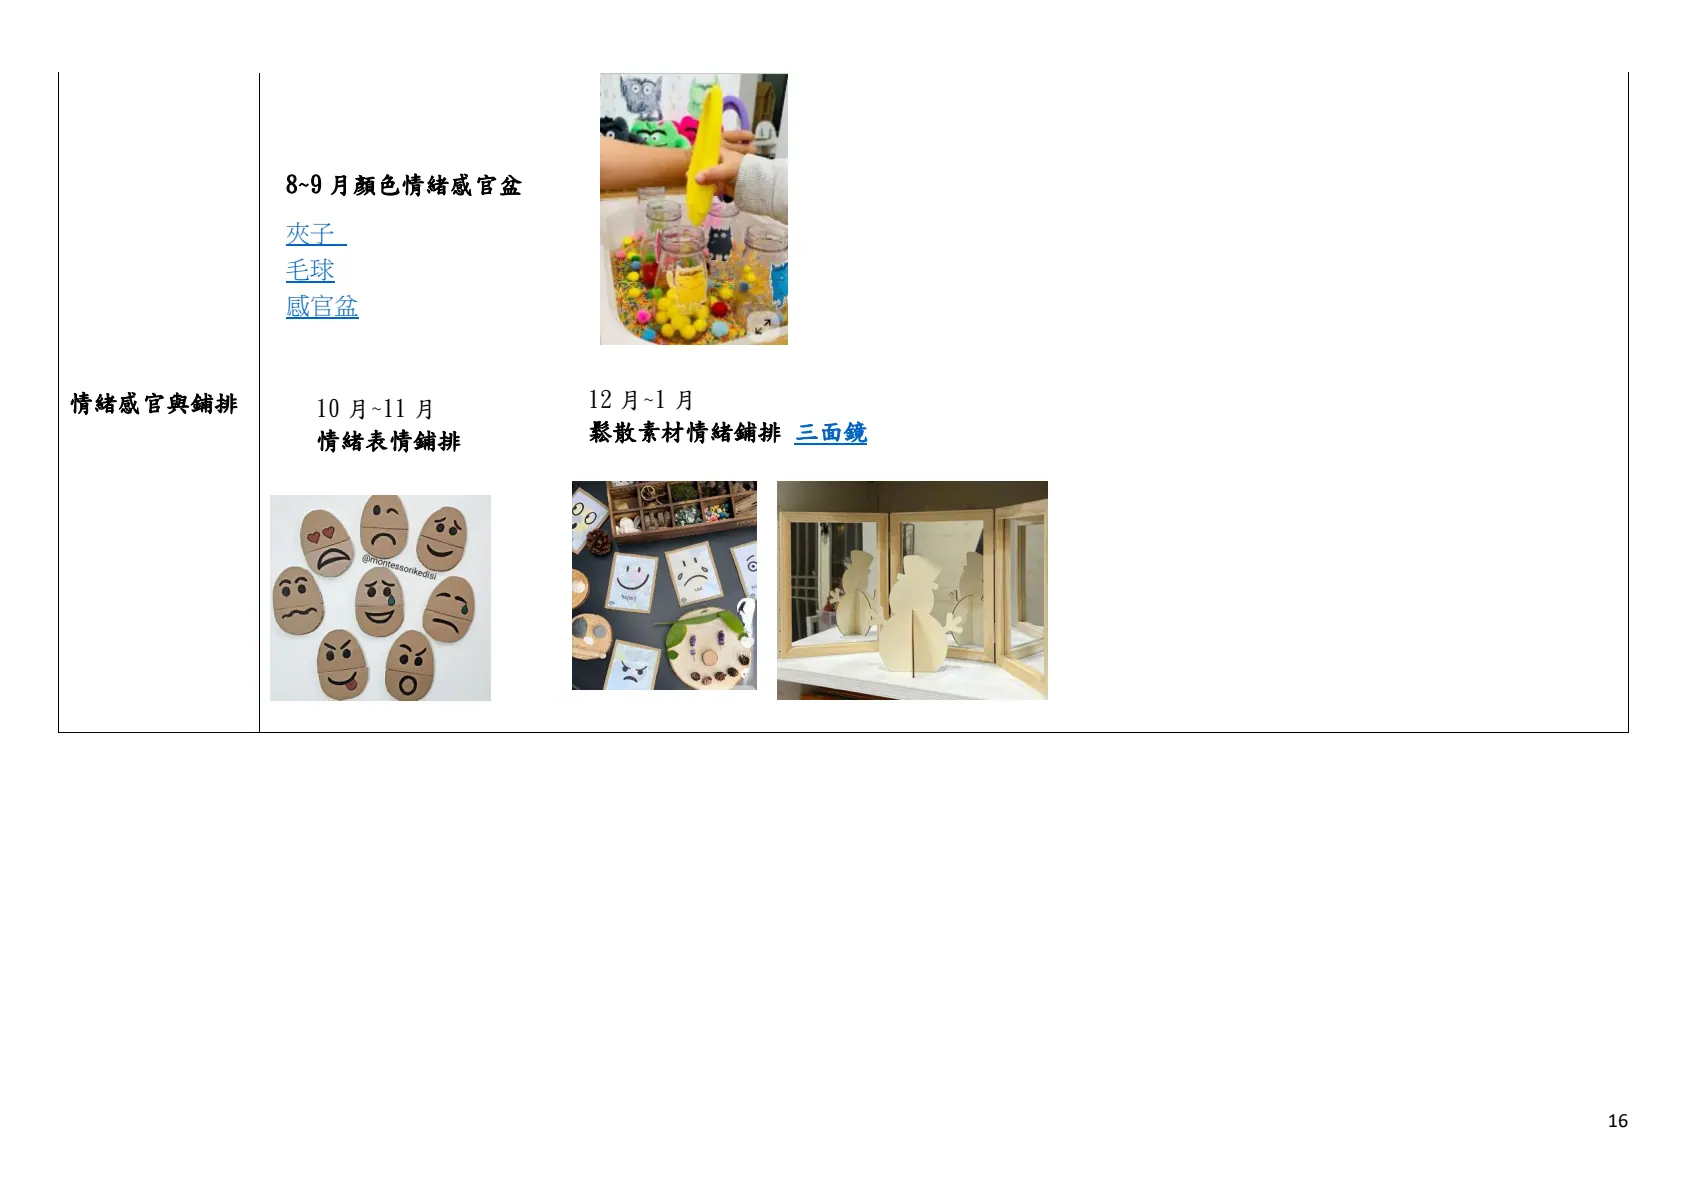 8~9 月顏色情緒感官盆
夾子
毛球
感官盆
情緒感官與鋪排
10 月~11 月
情緒表情鋪排
12 月~1 月
鬆散素材情緒鋪排 三面鏡
@montessorikedisi
happy
sad
16